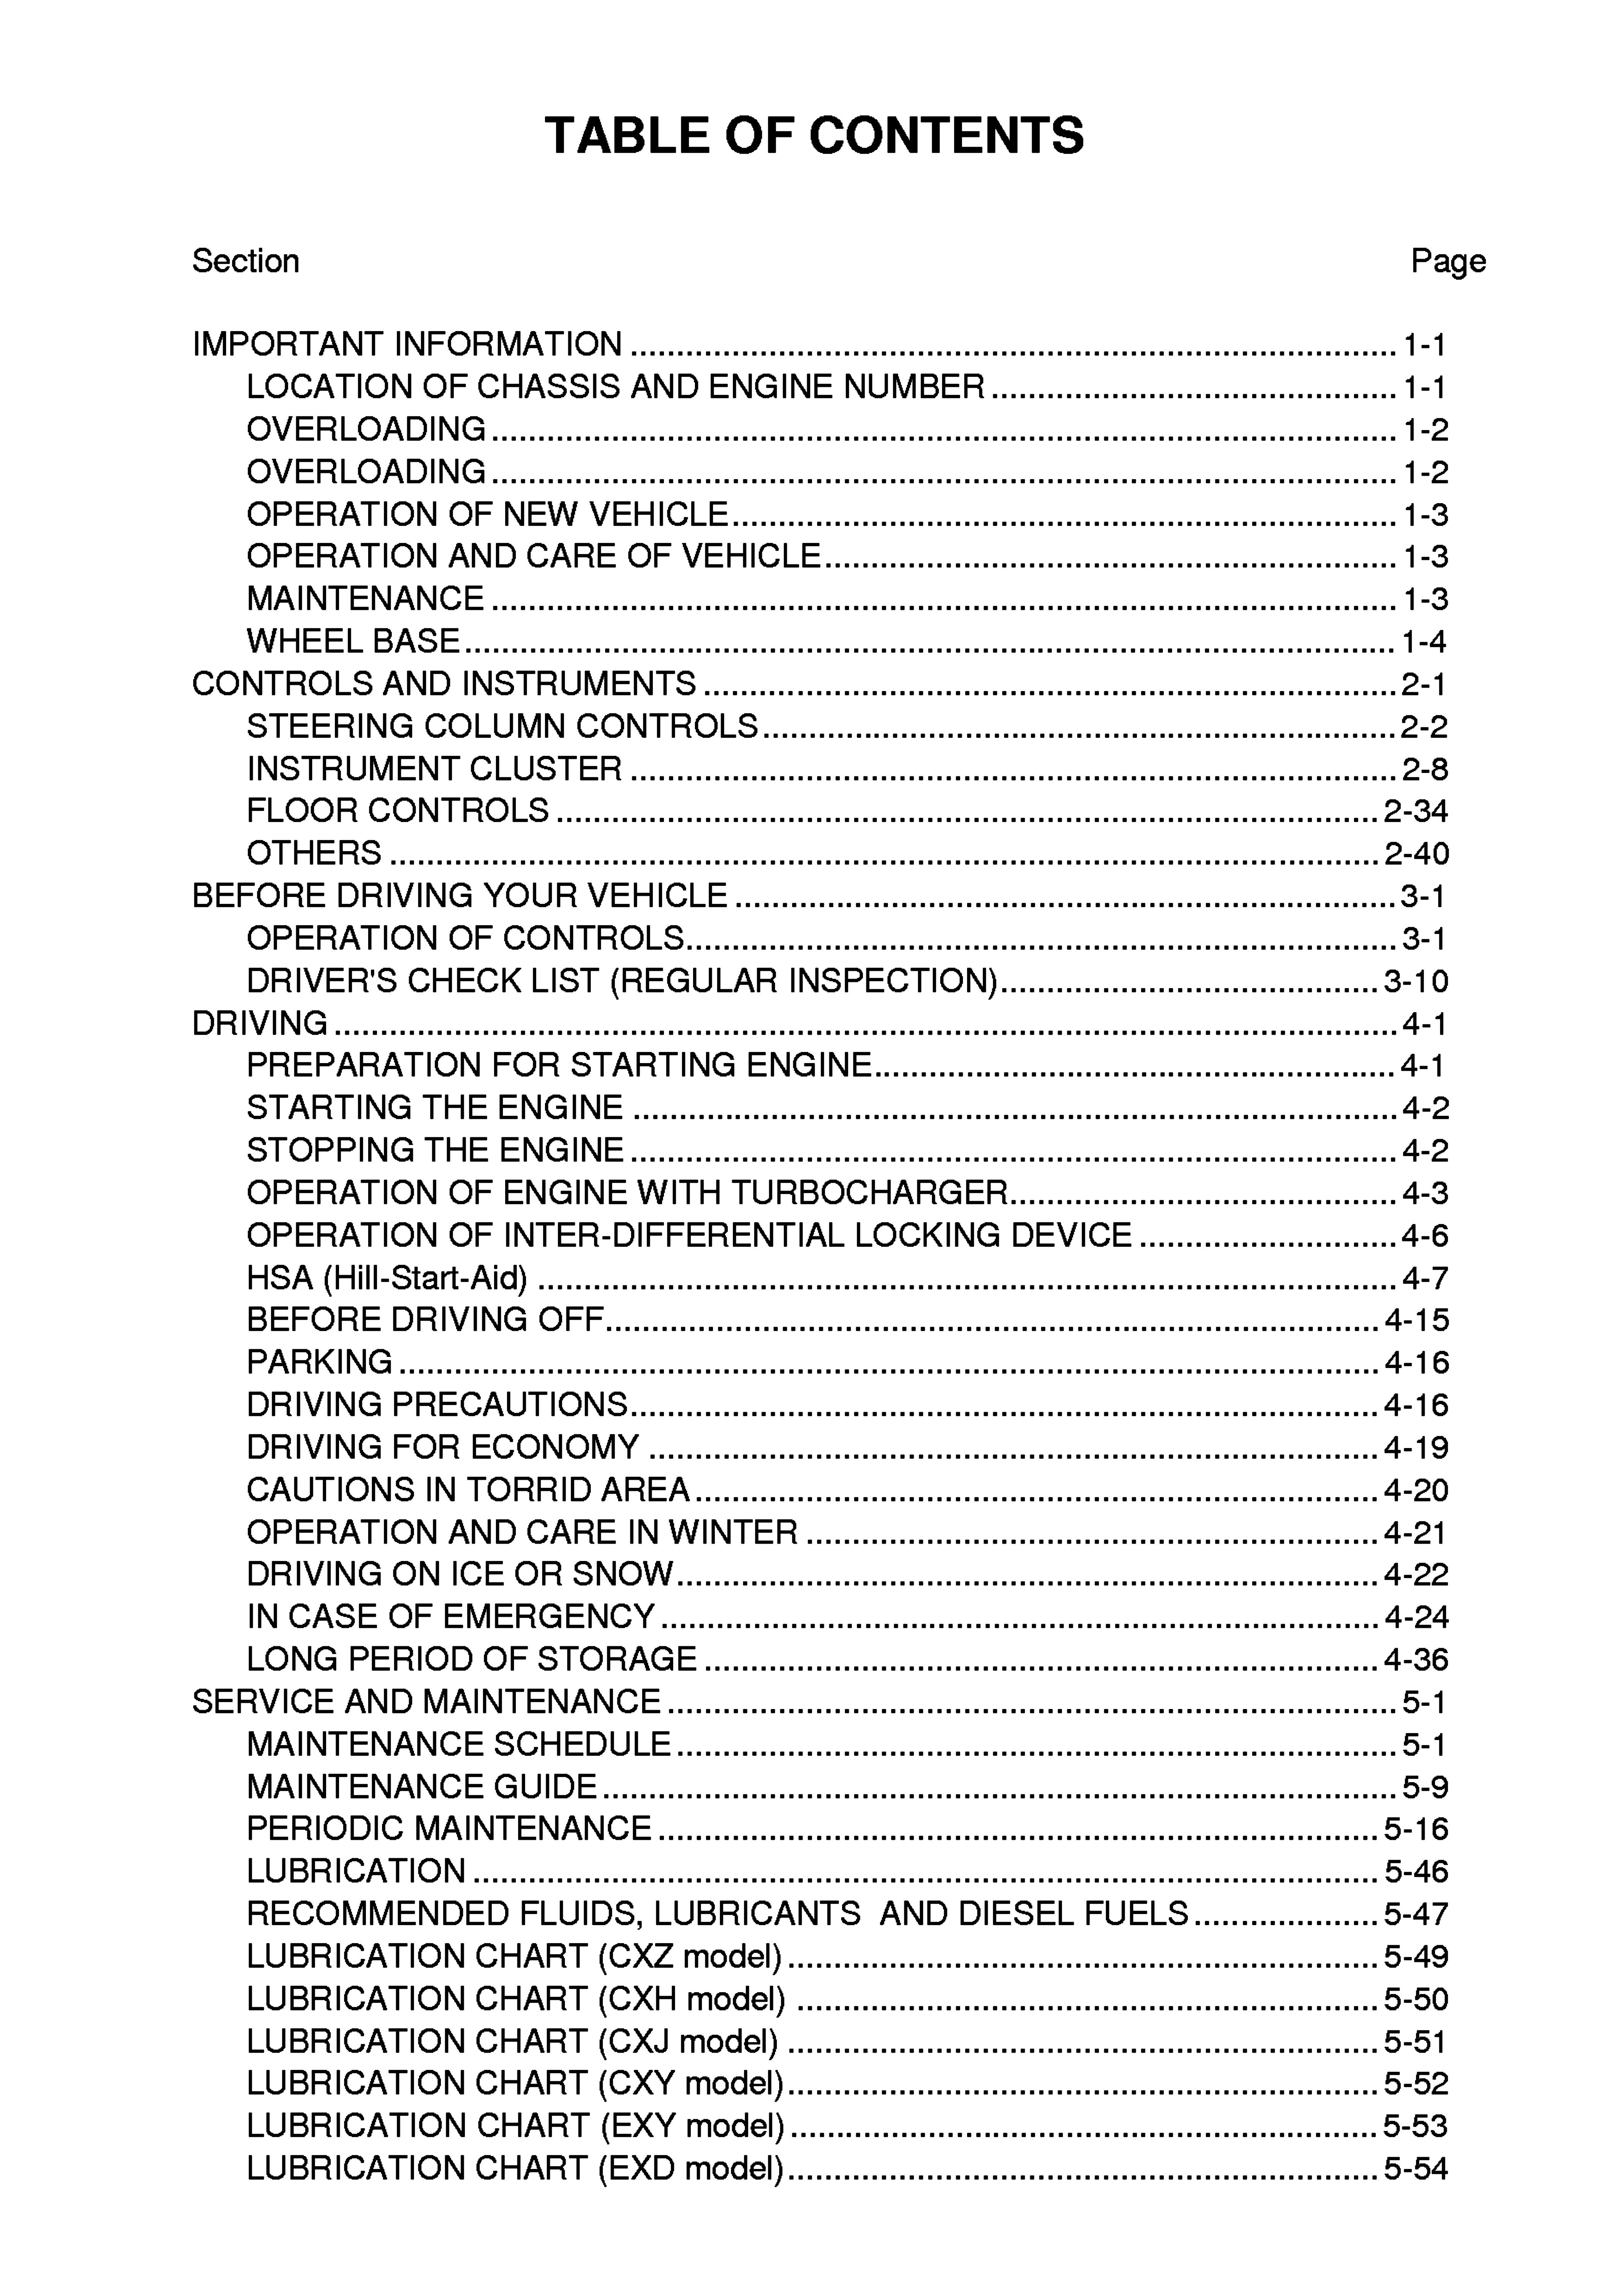 TABLE OF CONTENTS
Section Page
IMPORTANT INFORMATION ........ 1-1
LOCATION OF CHASSIS AND ENGINE NUMBER ........ 1-1
OVERLOADING ........ 1-2
OVERLOADING ........ 1-2
OPERATION OF NEW VEHICLE ........ 1-3
OPERATION AND CARE OF VEHICLE ........ 1-3
MAINTENANCE ........ 1-3
WHEEL BASE ........ 1-4
CONTROLS AND INSTRUMENTS ........ 2-1
STEERING COLUMN CONTROLS ........ 2-2
INSTRUMENT CLUSTER ........ 2-8
FLOOR CONTROLS ........ 2-34
OTHERS ........ 2-40
BEFORE DRIVING YOUR VEHICLE ........ 3-1
OPERATION OF CONTROLS ........ 3-1
DRIVER'S CHECK LIST (REGULAR INSPECTION) ........ 3-10
DRIVING ........ 4-1
PREPARATION FOR STARTING ENGINE ........ 4-1
STARTING THE ENGINE ........ 4-2
STOPPING THE ENGINE ........ 4-2
OPERATION OF ENGINE WITH TURBOCHARGER ........ 4-3
OPERATION OF INTER-DIFFERENTIAL LOCKING DEVICE ........ 4-6
HSA (Hill-Start-Aid) ........ 4-7
BEFORE DRIVING OFF ........ 4-15
PARKING ........ 4-16
DRIVING PRECAUTIONS ........ 4-16
DRIVING FOR ECONOMY ........ 4-19
CAUTIONS IN TORRID AREA ........ 4-20
OPERATION AND CARE IN WINTER ........ 4-21
DRIVING ON ICE OR SNOW ........ 4-22
IN CASE OF EMERGENCY ........ 4-24
LONG PERIOD OF STORAGE ........ 4-36
SERVICE AND MAINTENANCE ........ 5-1
MAINTENANCE SCHEDULE ........ 5-1
MAINTENANCE GUIDE ........ 5-9
PERIODIC MAINTENANCE ........ 5-16
LUBRICATION ........ 5-46
RECOMMENDED FLUIDS, LUBRICANTS  AND DIESEL FUELS ........ 5-47
LUBRICATION CHART (CXZ model) ........ 5-49
LUBRICATION CHART (CXH model) ........ 5-50
LUBRICATION CHART (CXJ model) ........ 5-51
LUBRICATION CHART (CXY model) ........ 5-52
LUBRICATION CHART (EXY model) ........ 5-53
LUBRICATION CHART (EXD model) ........ 5-54